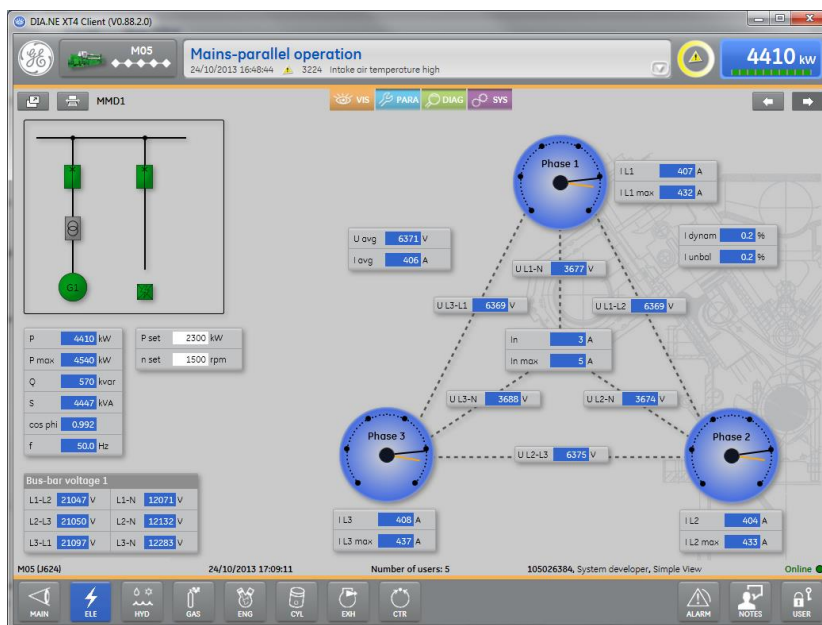 DIA.NE XT4 Client (V0.88.2.0)
M05
Mains-parallel operation
24/10/2013 16:48:44 3224 Intake air temperature high
4410 kW
MMD1
VIS PARA DIAG SYS
G1
Phase 1
I L1 407 A
I L1 max 432 A
U avg 6371 V
I avg 406 A
I dynam 0.2 %
I unbal 0.2 %
U L1-N 3677 V
U L3-L1 6369 V
U L1-L2 6369 V
In 3 A
In max 5 A
U L3-N 3688 V
U L2-N 3674 V
U L2-L3 6375 V
P 4410 kW
P max 4540 kW
Q 570 kvar
S 4447 kVA
cos phi 0.992
f 50.0 Hz
P set 2300 kW
n set 1500 rpm
Phase 3
Phase 2
I L3 408 A
I L3 max 437 A
I L2 404 A
I L2 max 433 A
Bus-bar voltage 1
L1-L2 21047 V L1-N 12071 V
L2-L3 21050 V L2-N 12132 V
L3-L1 21097 V L3-N 12283 V
M05 (J624) 24/10/2013 17:09:11 Number of users: 5 105026384, System developer, Simple View Online
MAIN ELE HYD GAS ENG CYL EXH CTR ALARM NOTES USER